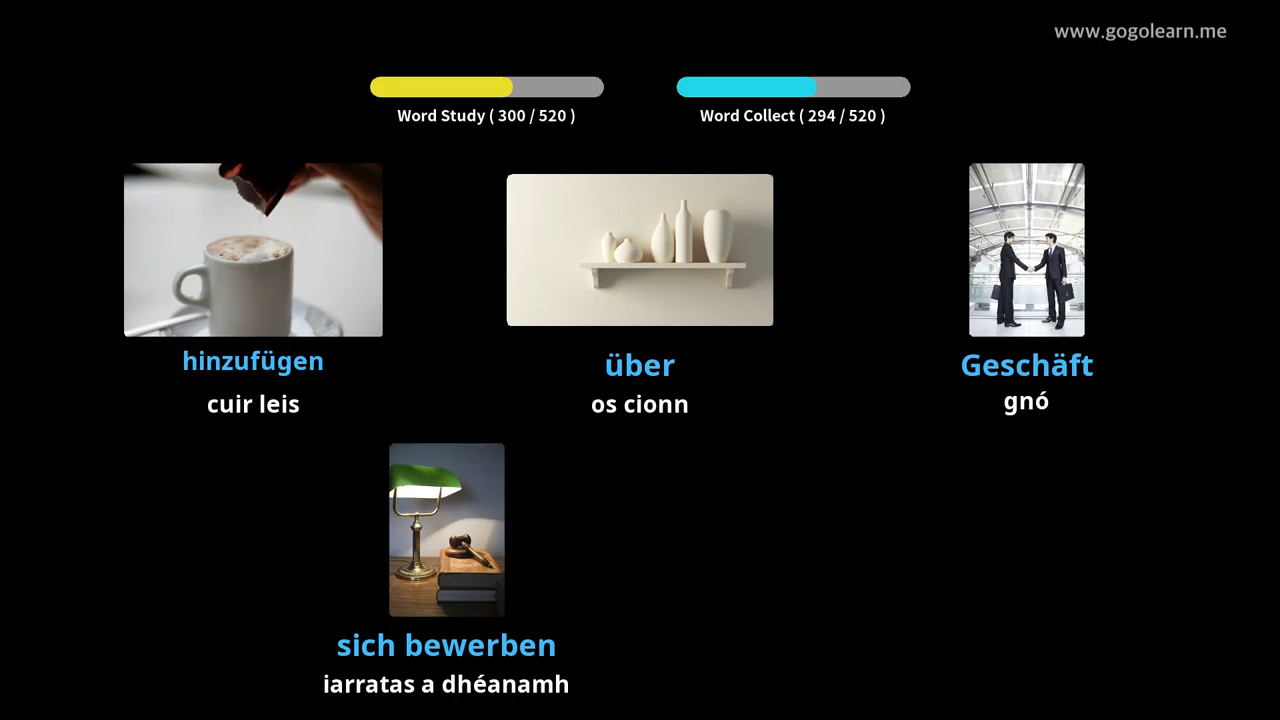 www.gogolearn.me
Word Study ( 300 / 520 )
Word Collect ( 294 / 520 )
hinzufügen
cuir leis
über
os cionn
Geschäft
gnó
sich bewerben
iarratas a dhéanamh